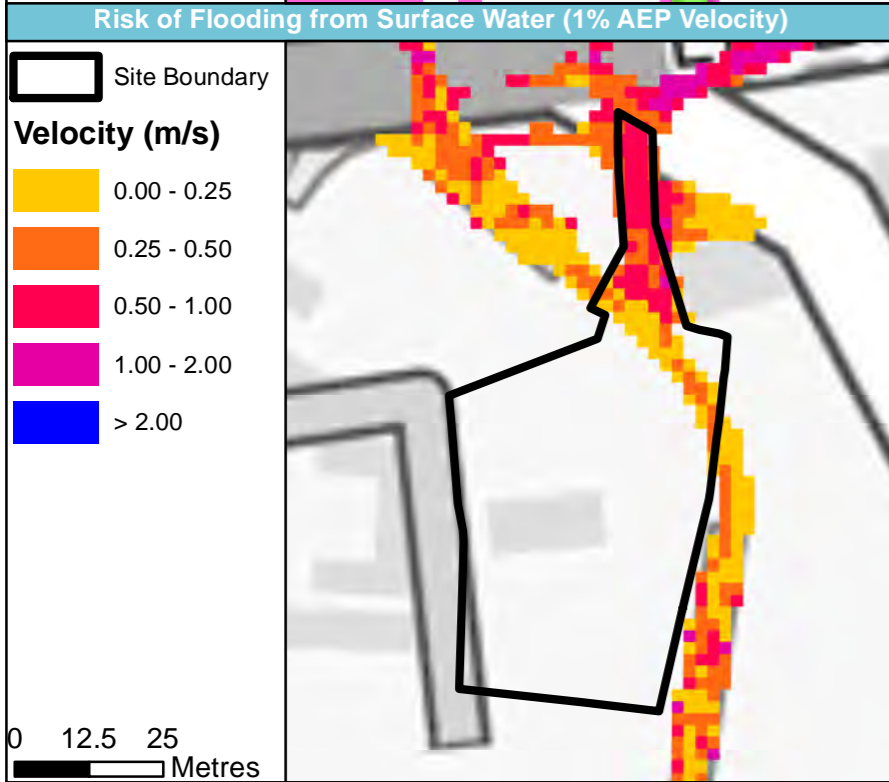 Risk of Flooding from Surface Water (1% AEP Velocity)
Site Boundary
Velocity (m/s)
0.00 - 0.25
0.25 - 0.50
0.50 - 1.00
1.00 - 2.00
> 2.00
0 12.5 25
Metres